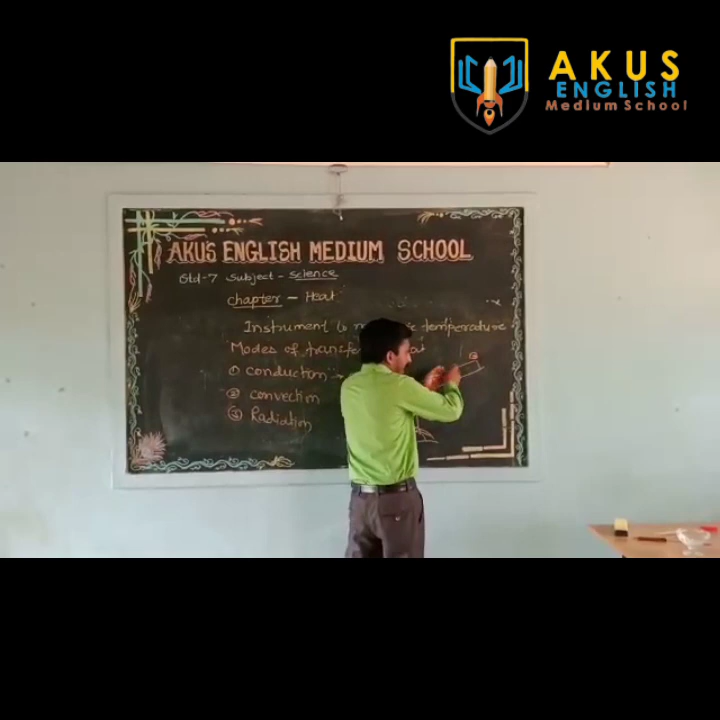 AKUS
ENGLISH
Medium School
AKUS ENGLISH MEDIUM SCHOOL
Std-7 Subject - Science
chapter - Heat
Instrument to temperature
Modes of
① conduction
② convection
③ Radiation